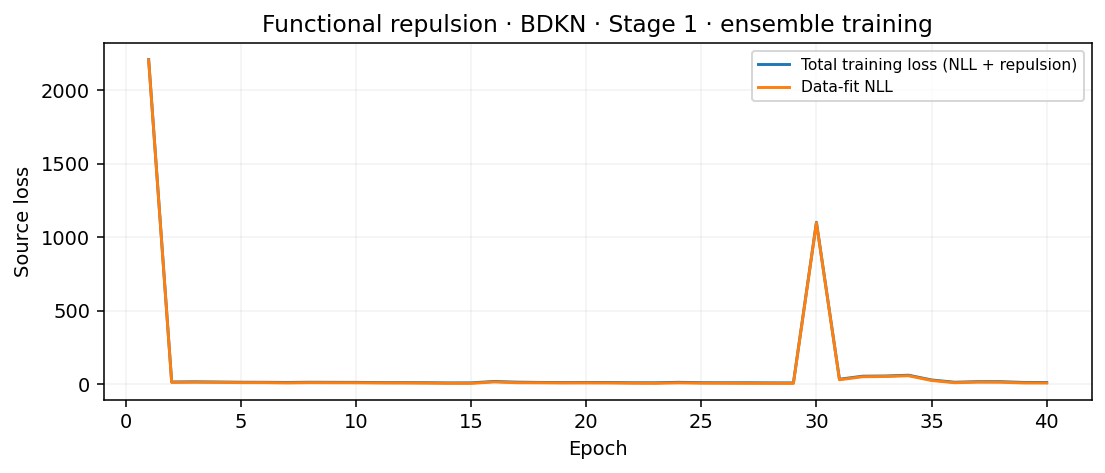 Functional repulsion · BDKN · Stage 1 · ensemble training
Total training loss (NLL + repulsion)
Data-fit NLL
Source loss
2000
1500
1000
500
0
0 5 10 15 20 25 30 35 40
Epoch